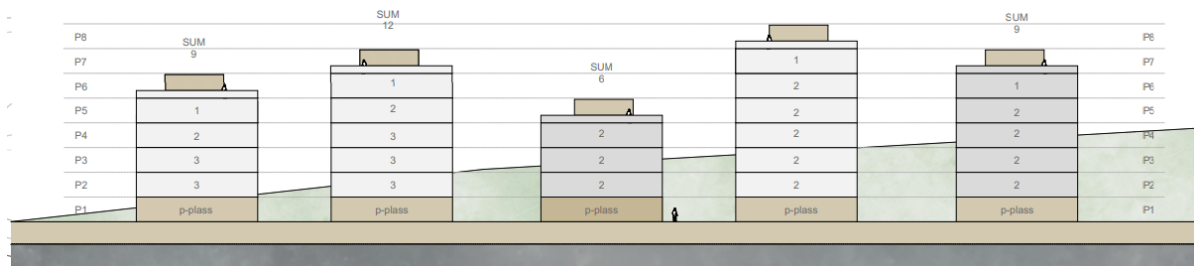 SUM
12
SUM
9
P8 P8
SUM
9
P7 1 P7
SUM
6
P6 1 2 1 P6
P5 1 2 2 2 P5
P4 2 3 2 2 2 P4
P3 3 3 2 2 2 P3
P2 3 3 2 2 2 P2
P1 p-plass p-plass p-plass p-plass p-plass P1